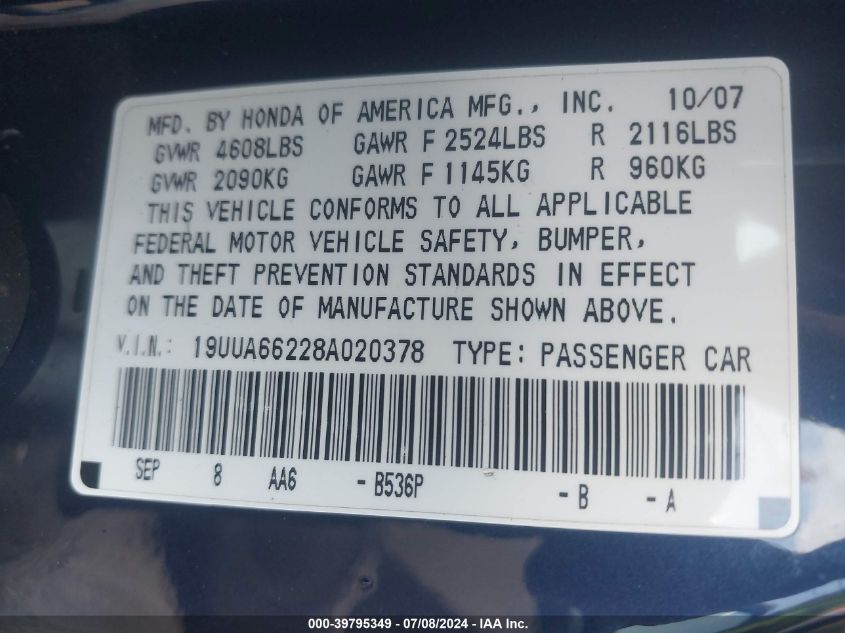 MFD. BY HONDA OF AMERICA MFG., INC. 10/07
GVWR 4608LBS GAWR F 2524LBS R 2116LBS
GVWR 2090KG GAWR F 1145KG R 960KG
THIS VEHICLE CONFORMS TO ALL APPLICABLE
FEDERAL MOTOR VEHICLE SAFETY, BUMPER,
AND THEFT PREVENTION STANDARDS IN EFFECT
ON THE DATE OF MANUFACTURE SHOWN ABOVE.
V.I.N.: 19UUA66228A020378 TYPE: PASSENGER CAR
SEP 8 AA6 - B536P - B - A
000-39795349 / 07/08/2024 - IAA Inc.